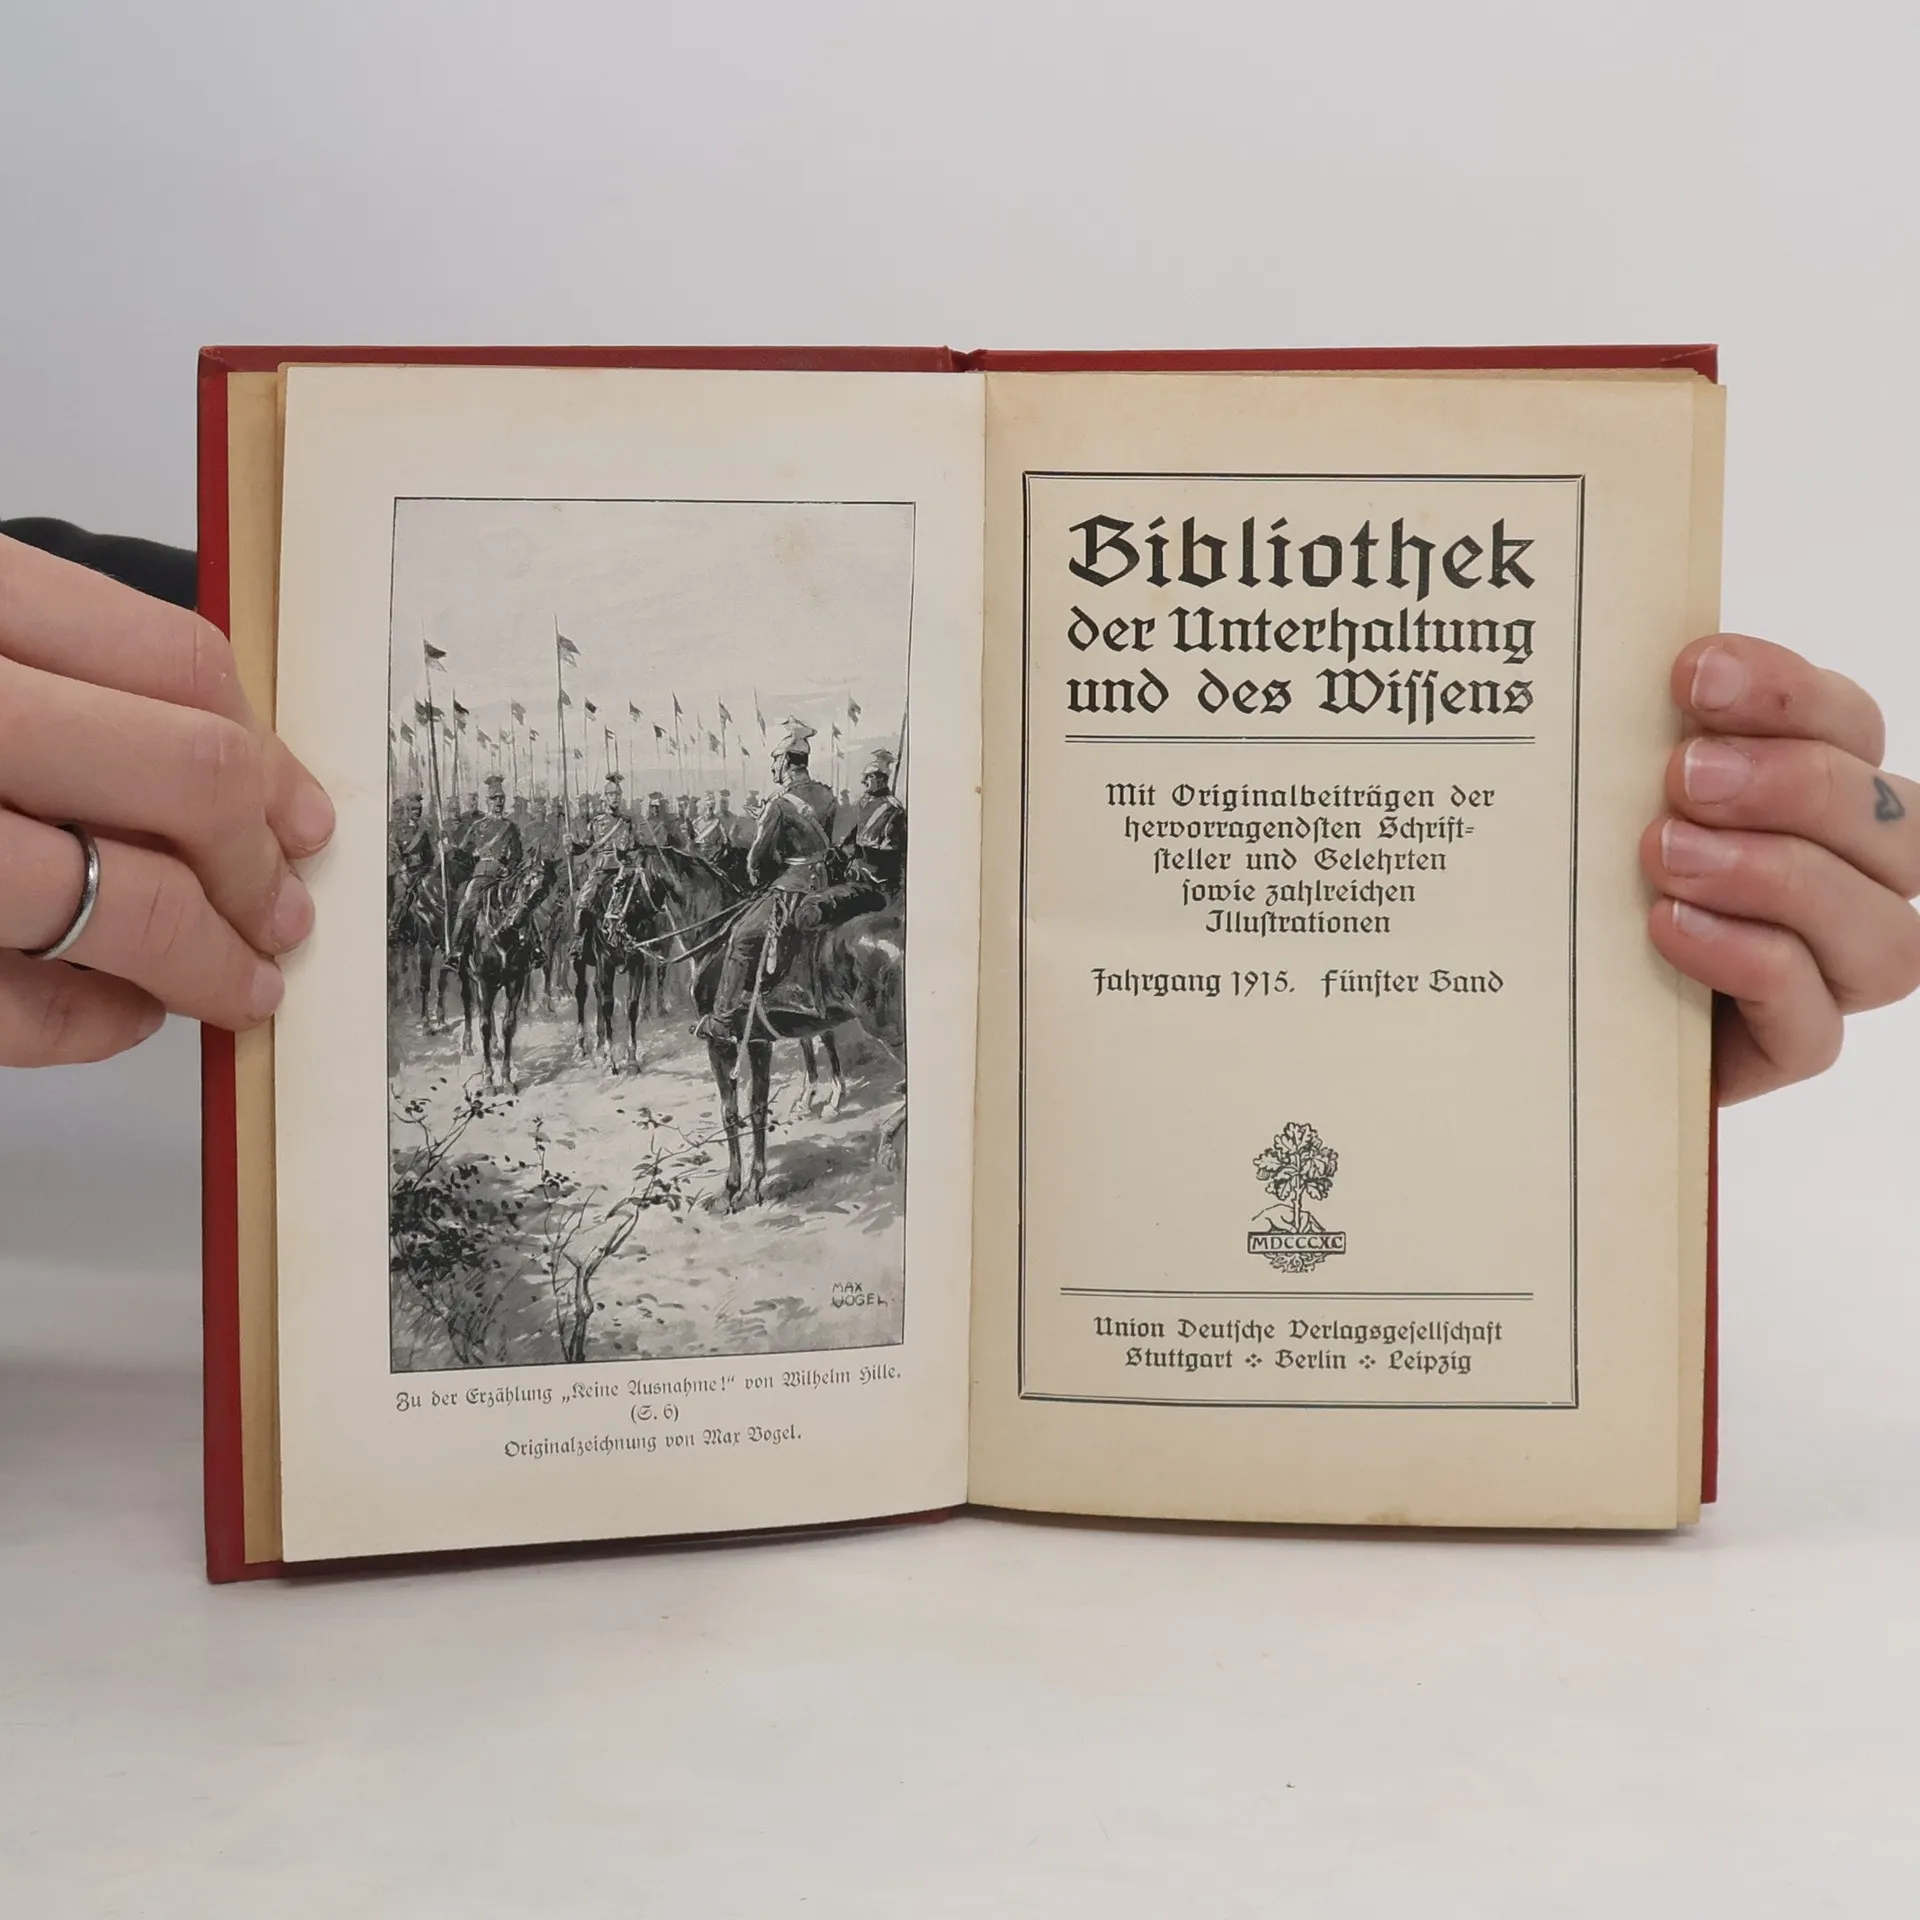 MAX
VOGEL
Zu der Erzählung „Keine Ausnahme!“ von Wilhelm Hille.
(S. 6)
Originalzeichnung von Max Vogel.
Bibliothek
der Unterhaltung
und des Wissens
Mit Originalbeiträgen der
hervorragendsten Schrift-
steller und Gelehrten
sowie zahlreichen
Illustrationen
Jahrgang 1915. Fünfter Band
MDCCCXC
Union Deutsche Verlagsgesellschaft
Stuttgart ⁘ Berlin ⁘ Leipzig